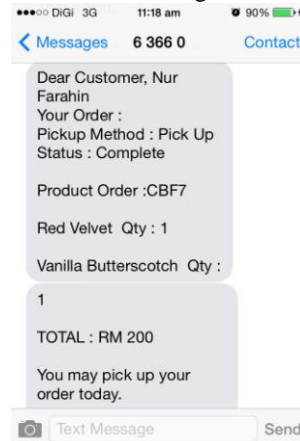 DiGi 3G 11:18 am 90%
Messages 6 366 0 Contact
Dear Customer, Nur
Farahin
Your Order :
Pickup Method : Pick Up
Status : Complete
Product Order :CBF7
Red Velvet Qty : 1
Vanilla Butterscotch Qty :
1
TOTAL : RM 200
You may pick up your
order today.
Text Message Send